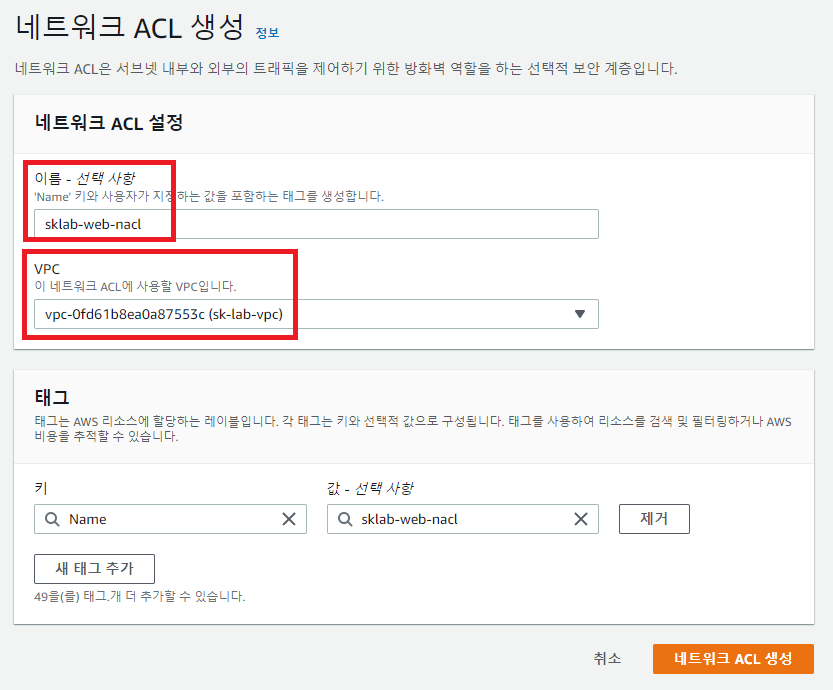 네트워크 ACL 생성 정보
네트워크 ACL은 서브넷 내부와 외부의 트래픽을 제어하기 위한 방화벽 역할을 하는 선택적 보안 계층입니다.
네트워크 ACL 설정
이름 - 선택 사항
'Name' 키와 사용자가 지정하는 값을 포함하는 태그를 생성합니다.
sklab-web-nacl
VPC
이 네트워크 ACL에 사용할 VPC입니다.
vpc-0fd61b8ea0a87553c (sk-lab-vpc)
태그
태그는 AWS 리소스에 할당하는 레이블입니다. 각 태그는 키와 선택적 값으로 구성됩니다. 태그를 사용하여 리소스를 검색 및 필터링하거나 AWS
비용을 추적할 수 있습니다.
키 값 - 선택 사항
Name sklab-web-nacl 제거
새 태그 추가
49을(를) 태그.개 더 추가할 수 있습니다.
취소 네트워크 ACL 생성